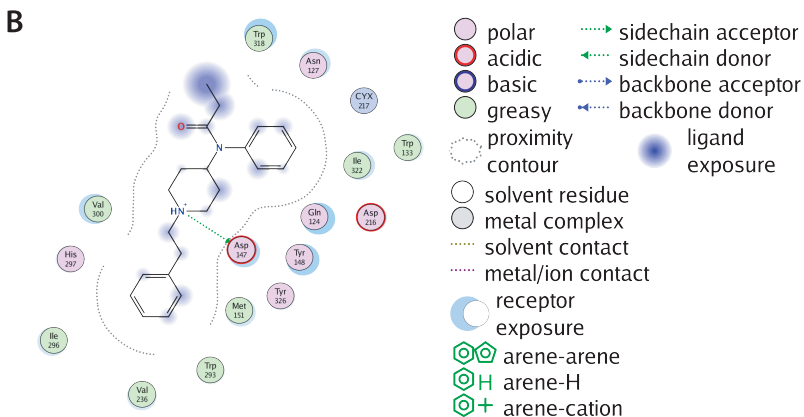 B
Trp
318
Asn
127
CYX
217
Trp
133
Ile
322
O
N
Val
300
HN+
Gln
124
Asp
216
Asp
147
Tyr
148
His
297
Tyr
326
Met
151
Ile
296
Trp
293
Val
236
polar
acidic
basic
greasy
proximity
contour
sidechain acceptor
sidechain donor
backbone acceptor
backbone donor
ligand
exposure
solvent residue
metal complex
solvent contact
metal/ion contact
receptor
exposure
arene-arene
H arene-H
+ arene-cation